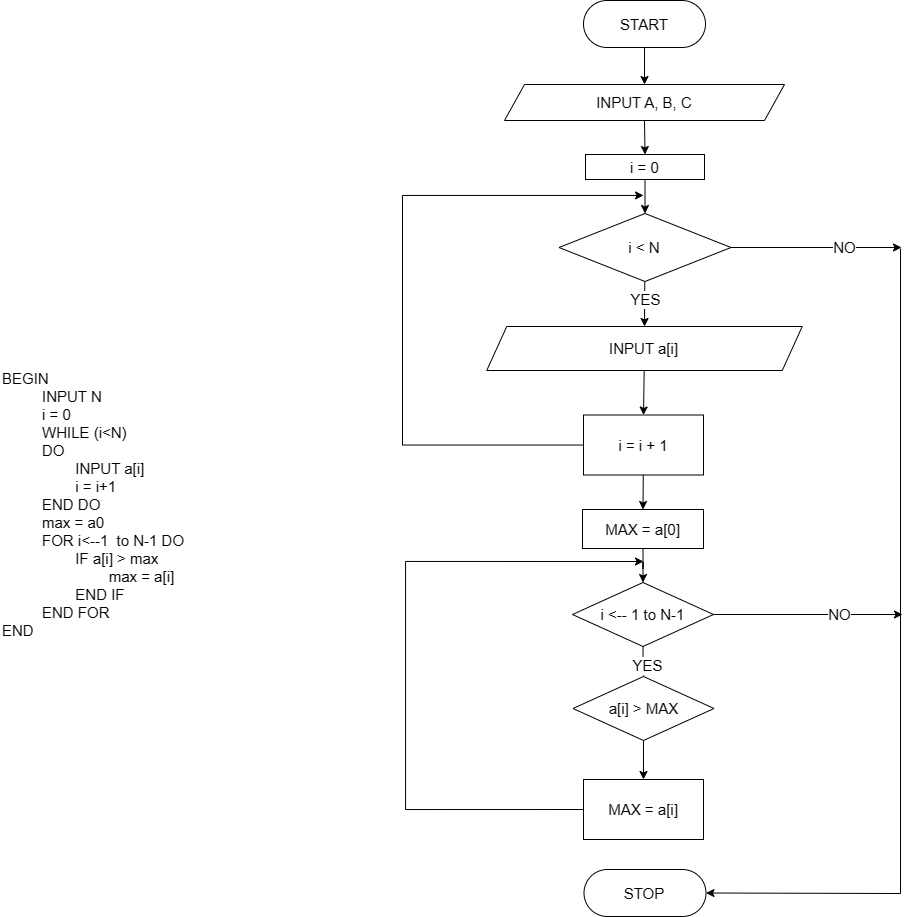 START
INPUT A, B, C
i = 0
i < N
NO
YES
INPUT a[i]
i = i + 1
MAX = a[0]
i <-- 1 to N-1
NO
YES
a[i] > MAX
MAX = a[i]
STOP
BEGIN
INPUT N
i = 0
WHILE (i<N)
DO
INPUT a[i]
i = i+1
END DO
max = a0
FOR i<--1  to N-1 DO
IF a[i] > max
max = a[i]
END IF
END FOR
END